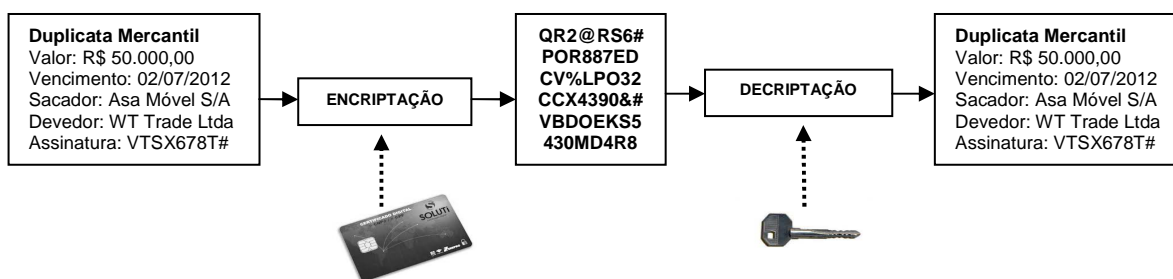 Duplicata Mercantil
Valor: R$ 50.000,00
Vencimento: 02/07/2012
Sacador: Asa Móvel S/A
Devedor: WT Trade Ltda
Assinatura: VTSX678T#
ENCRIPTAÇÃO
QR2@RS6#
POR887ED
CV%LPO32
CCX4390&#
VBDOEKS5
430MD4R8
DECRIPTAÇÃO
Duplicata Mercantil
Valor: R$ 50.000,00
Vencimento: 02/07/2012
Sacador: Asa Móvel S/A
Devedor: WT Trade Ltda
Assinatura: VTSX678T#
CERTIFICADO DIGITAL
SOLUTI